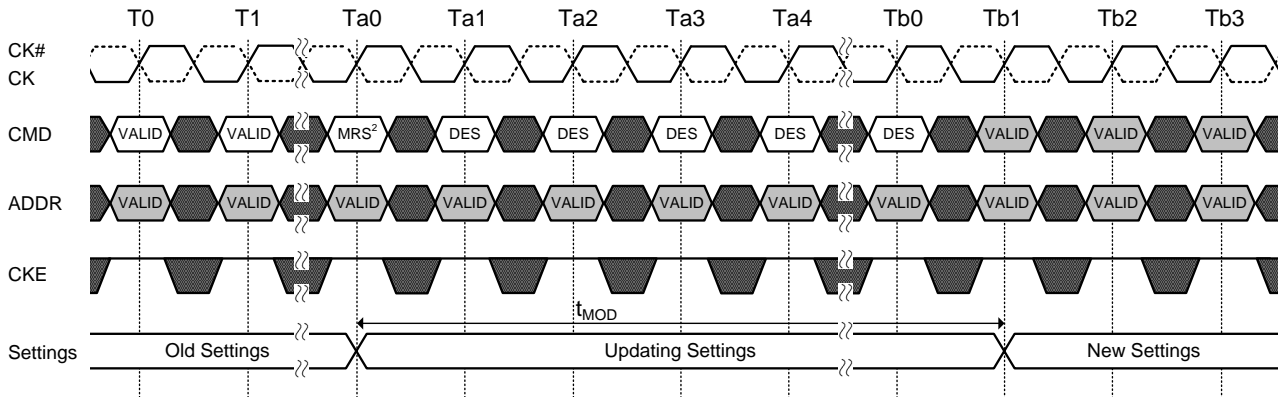 T0 T1 Ta0 Ta1 Ta2 Ta3 Ta4 Tb0 Tb1 Tb2 Tb3
CK#
CK
CMD VALID VALID MRS² DES DES DES DES DES VALID VALID VALID
ADDR VALID VALID VALID VALID VALID VALID VALID VALID VALID VALID VALID
CKE
tMOD
Settings Old Settings Updating Settings New Settings